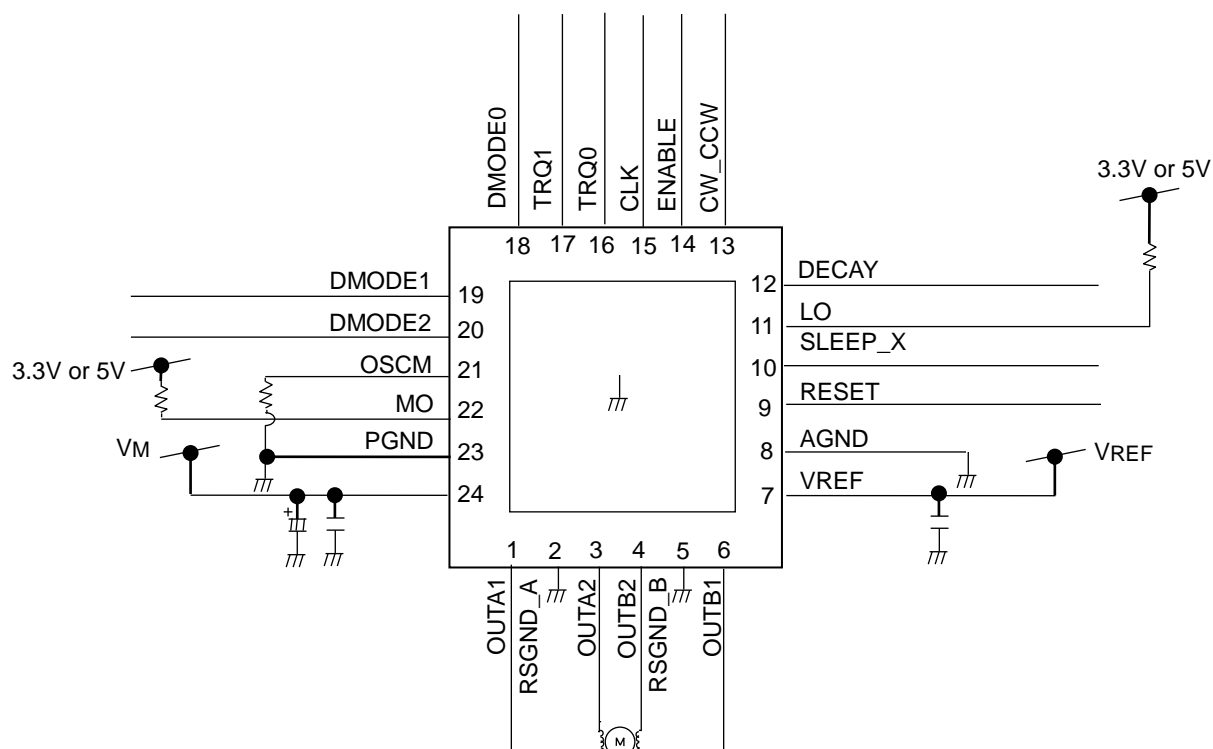 DMODE0
TRQ1
TRQ0
CLK
ENABLE
CW_CCW
18
17
16
15
14
13
3.3V or 5V
DMODE1
19
DMODE2
20
3.3V or 5V
OSCM
21
MO
22
PGND
23
VM
24
12
DECAY
11
LO
10
SLEEP_X
9
RESET
8
AGND
7
VREF
VREF
+
1
2
3
4
5
6
OUTA1
RSGND_A
OUTA2
OUTB2
RSGND_B
OUTB1
M